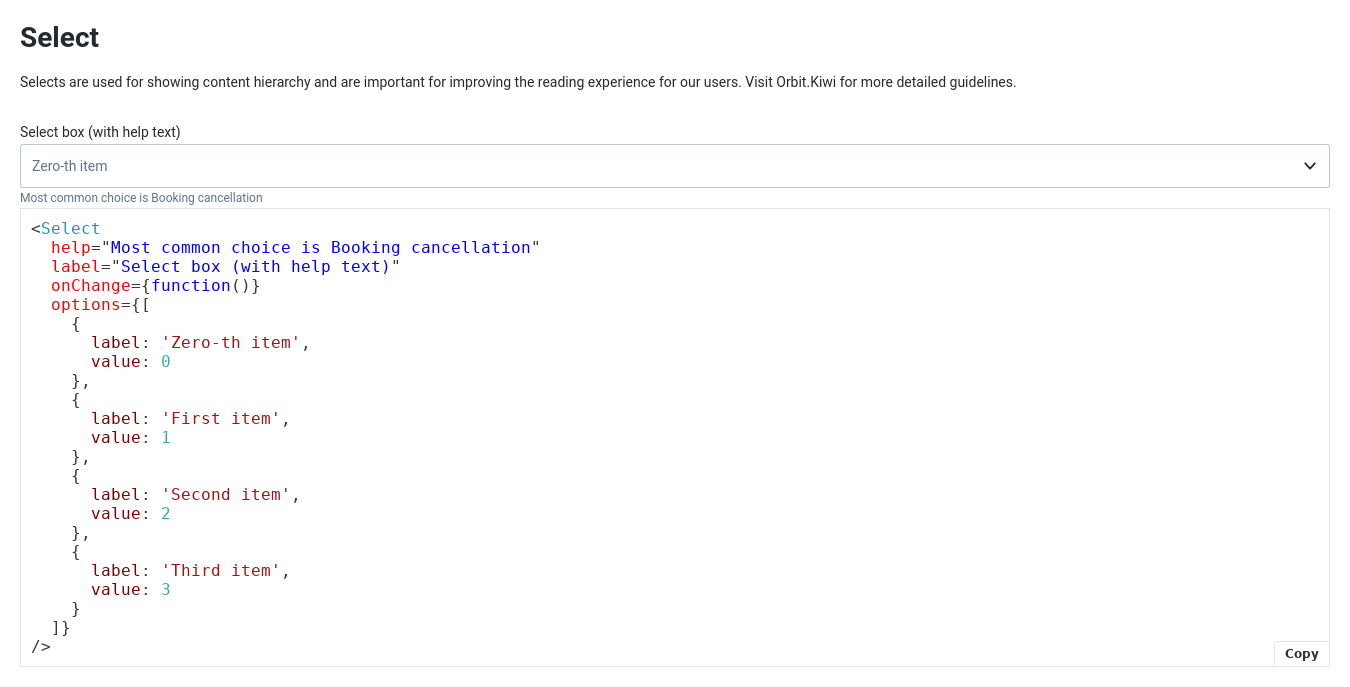 Select
Selects are used for showing content hierarchy and are important for improving the reading experience for our users. Visit Orbit.Kiwi for more detailed guidelines.
Select box (with help text)
Zero-th item
Most common choice is Booking cancellation
<Select
  help="Most common choice is Booking cancellation"
  label="Select box (with help text)"
  onChange={function()}
  options={[
    {
      label: 'Zero-th item',
      value: 0
    },
    {
      label: 'First item',
      value: 1
    },
    {
      label: 'Second item',
      value: 2
    },
    {
      label: 'Third item',
      value: 3
    }
  ]}
/>
Copy